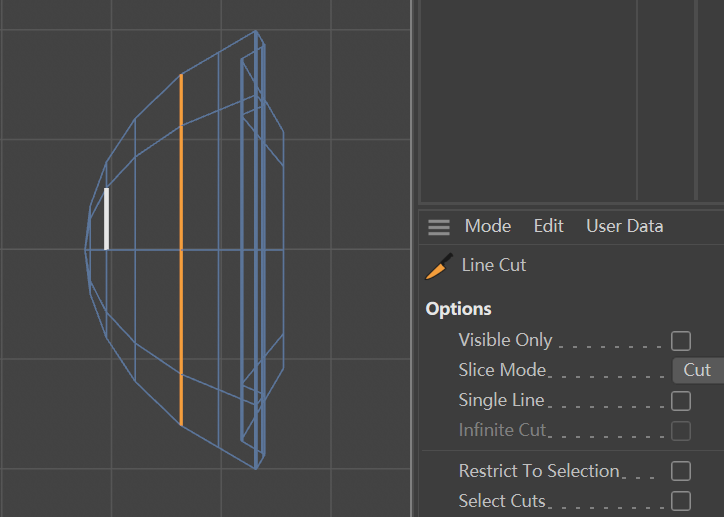 Mode Edit User Data
Line Cut
Options
Visible Only
Slice Mode Cut
Single Line
Infinite Cut
Restrict To Selection
Select Cuts